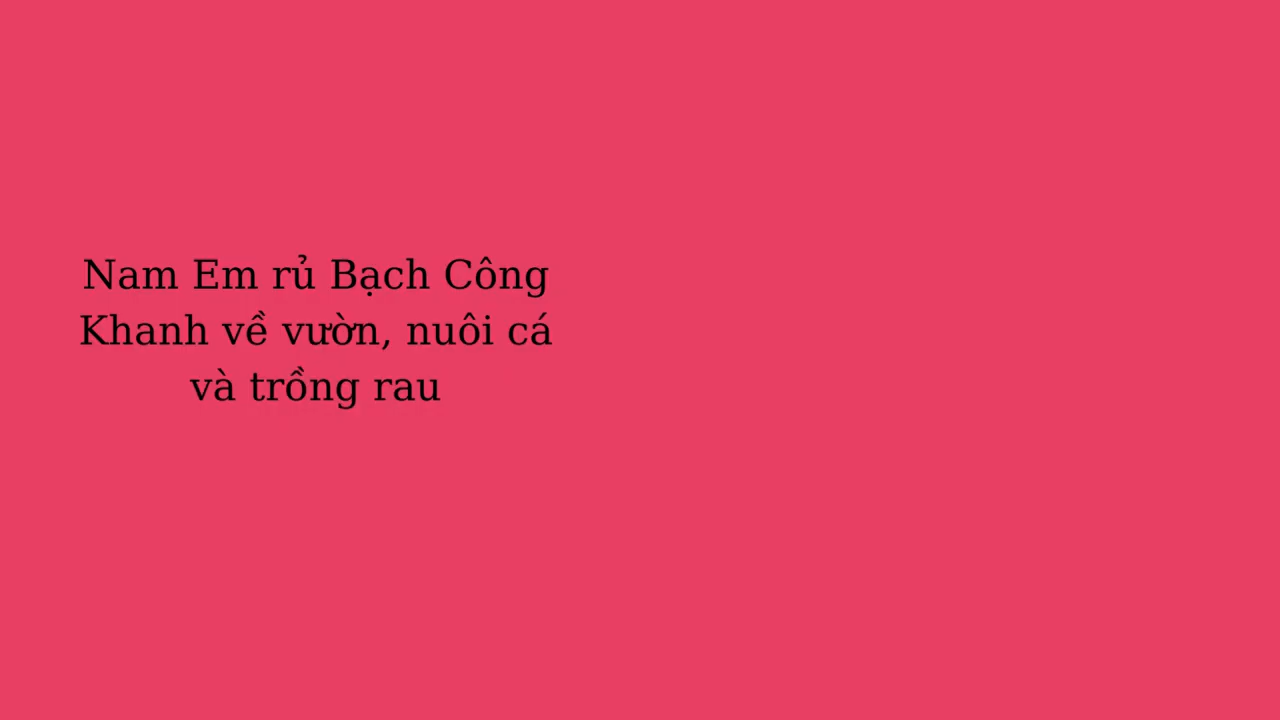 Nam Em rủ Bạch Công
Khanh về vườn, nuôi cá
và trồng rau